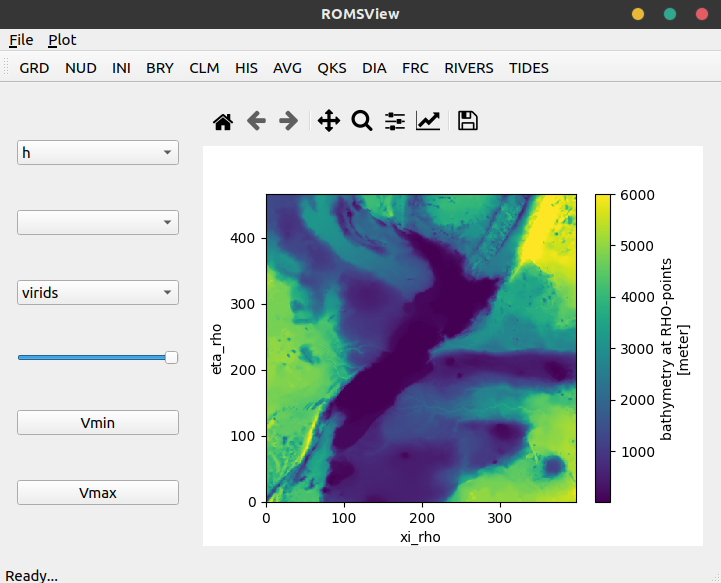 ROMSView
File Plot
GRD NUD INI BRY CLM HIS AVG QKS DIA FRC RIVERS TIDES
h
virids
Vmin
Vmax
400
300
200
100
0
eta_rho
0 100 200 300
xi_rho
6000
5000
4000
3000
2000
1000
bathymetry at RHO-points
[meter]
Ready...